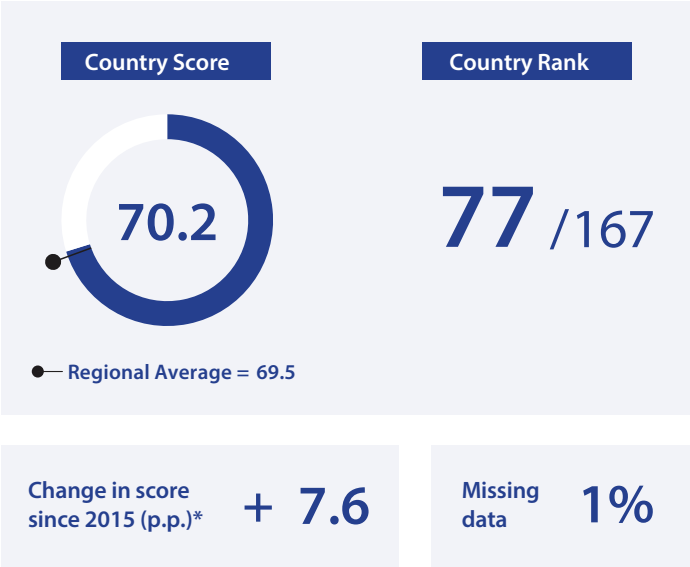 Country Score
Country Rank
70.2
77 /167
Regional Average = 69.5
Change in score
since 2015 (p.p.)*
+ 7.6
Missing
data
1%